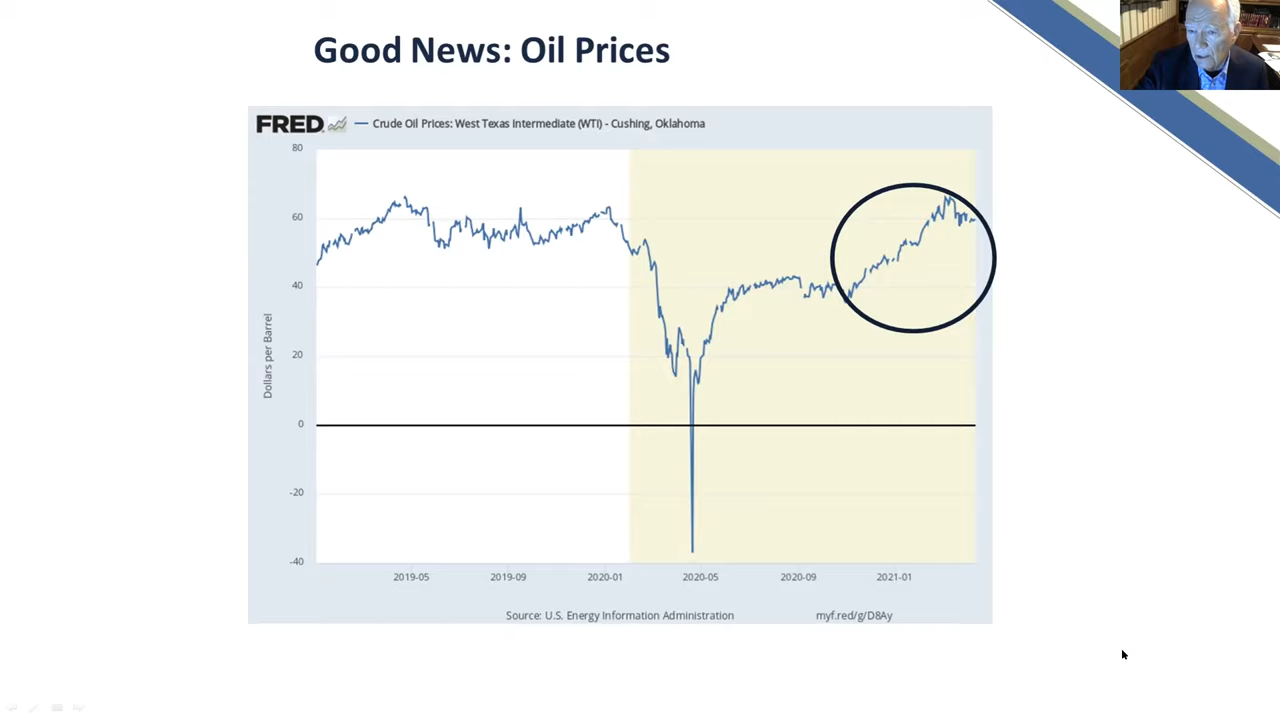 Good News: Oil Prices
FRED Crude Oil Prices: West Texas Intermediate (WTI) - Cushing, Oklahoma
80
60
40
20
0
-20
-40
Dollars per Barrel
2019-05 2019-09 2020-01 2020-05 2020-09 2021-01
Source: U.S. Energy Information Administration myf.red/g/D8Ay